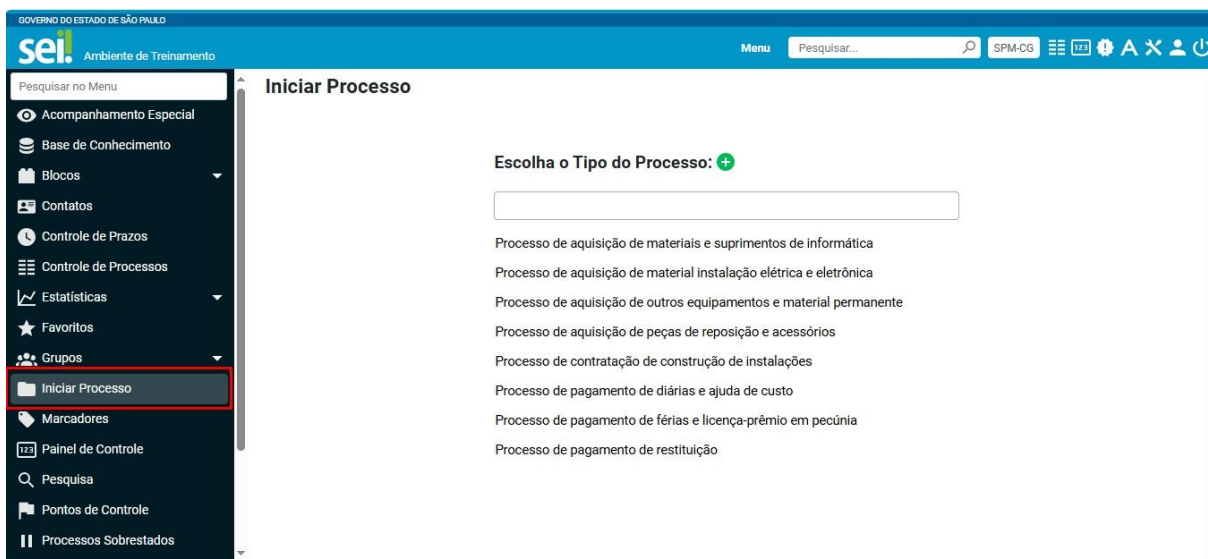 GOVERNO DO ESTADO DE SÃO PAULO
sei! Ambiente de Treinamento
Menu
Pesquisar...
SPM-CG
123
A
Pesquisar no Menu
Acompanhamento Especial
Base de Conhecimento
Blocos
Contatos
Controle de Prazos
Controle de Processos
Estatísticas
Favoritos
Grupos
Iniciar Processo
Marcadores
123 Painel de Controle
Pesquisa
Pontos de Controle
Processos Sobrestados
Iniciar Processo
Escolha o Tipo do Processo:
Processo de aquisição de materiais e suprimentos de informática
Processo de aquisição de material instalação elétrica e eletrônica
Processo de aquisição de outros equipamentos e material permanente
Processo de aquisição de peças de reposição e acessórios
Processo de contratação de construção de instalações
Processo de pagamento de diárias e ajuda de custo
Processo de pagamento de férias e licença-prêmio em pecúnia
Processo de pagamento de restituição